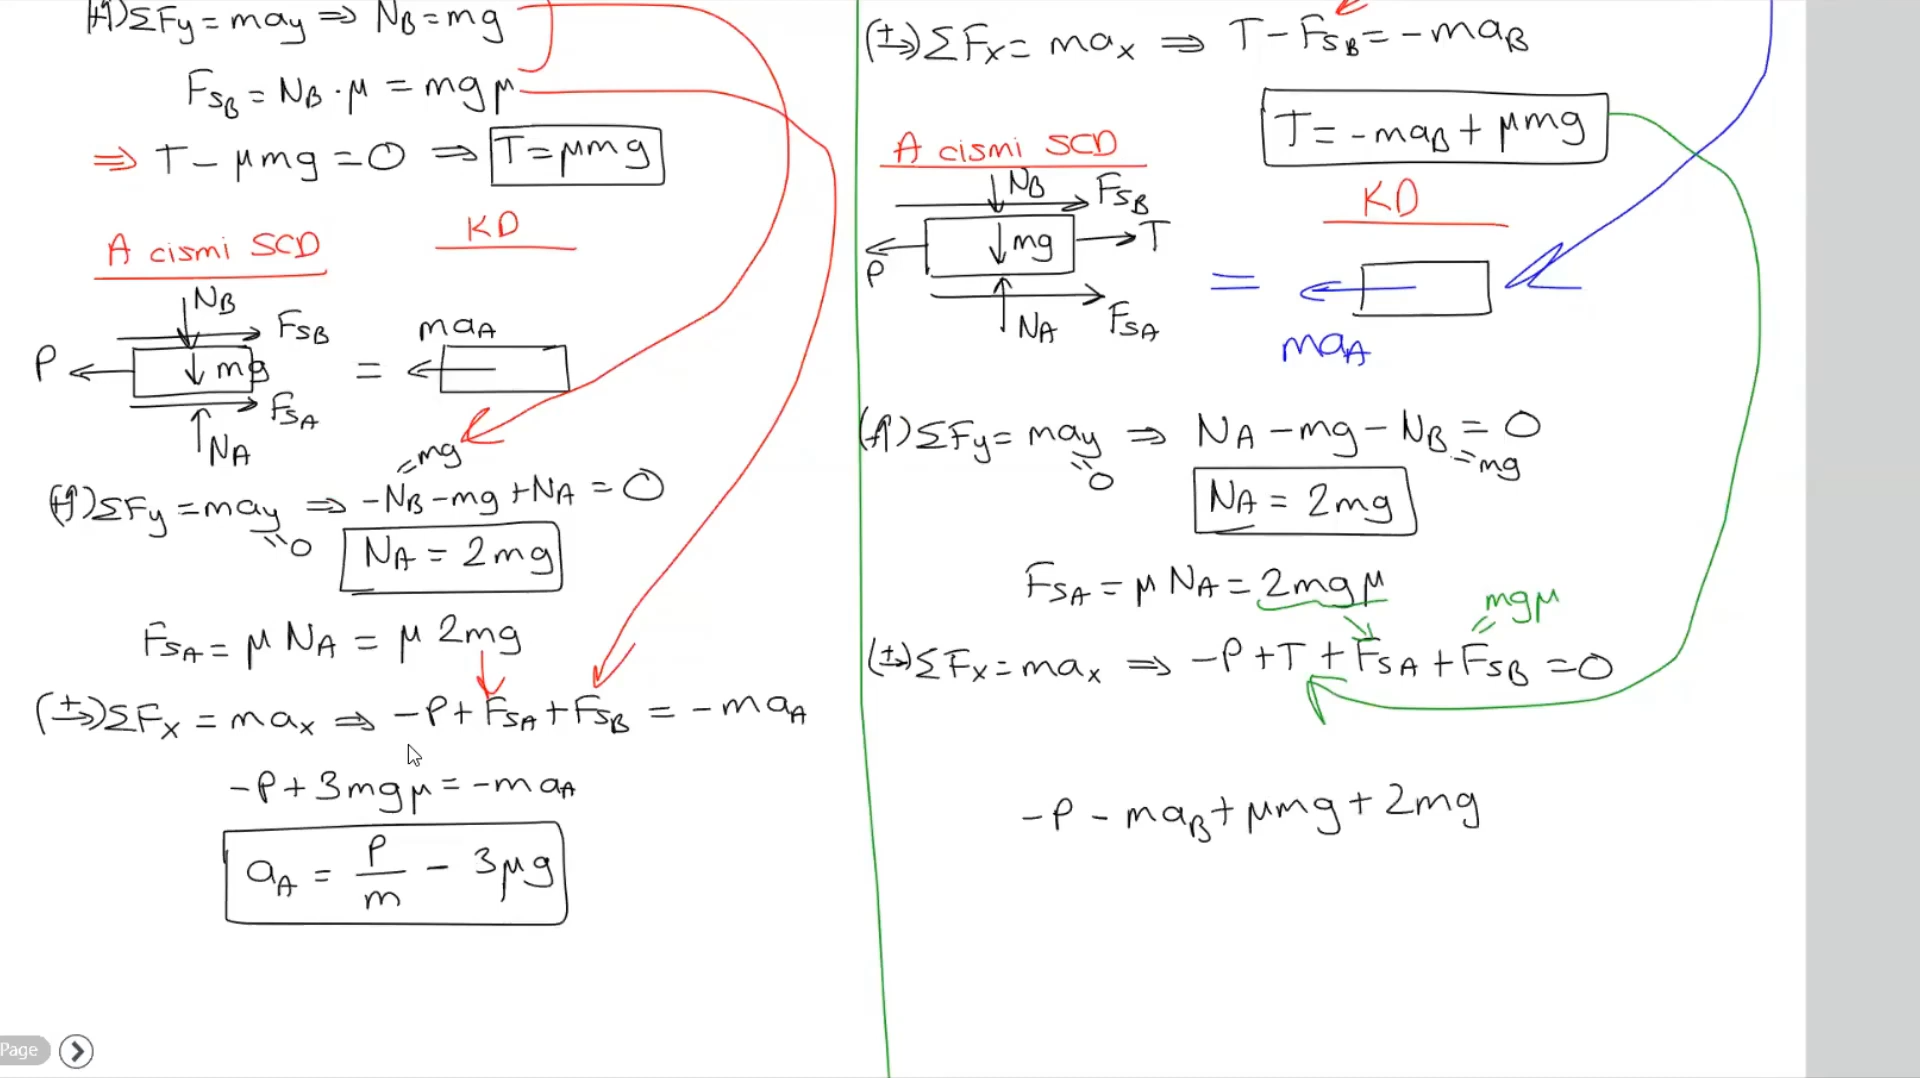 (+↑)ΣFy = may ⇒ NB = mg
FsB = NB · μ = mgμ
⇒ T - μmg = 0 ⇒ T = μmg
A cismi SCD
KD
NB
FsB
P
mg
FsA
NA
=
maA
= mg
(+↑)ΣFy = may ⇒ -NB - mg + NA = 0
= 0
NA = 2mg
FsA = μ NA = μ 2mg
(+→)ΣFx = max ⇒ -P + FsA + FsB = -maA
-P + 3mgμ = -maA
aA = P/m - 3μg
(+→)ΣFx = max ⇒ T - FsB = -maB
T = -maB + μmg
A cismi SCD
KD
NB
FsB
mg
T
P
NA
FsA
=
maA
(+↑)ΣFy = may ⇒ NA - mg - NB = 0
= 0
= mg
NA = 2mg
FsA = μ NA = 2mgμ
mgμ
=
(+→)ΣFx = max ⇒ -P + T + FsA + FsB = 0
-P - maB + μmg + 2mg
Page